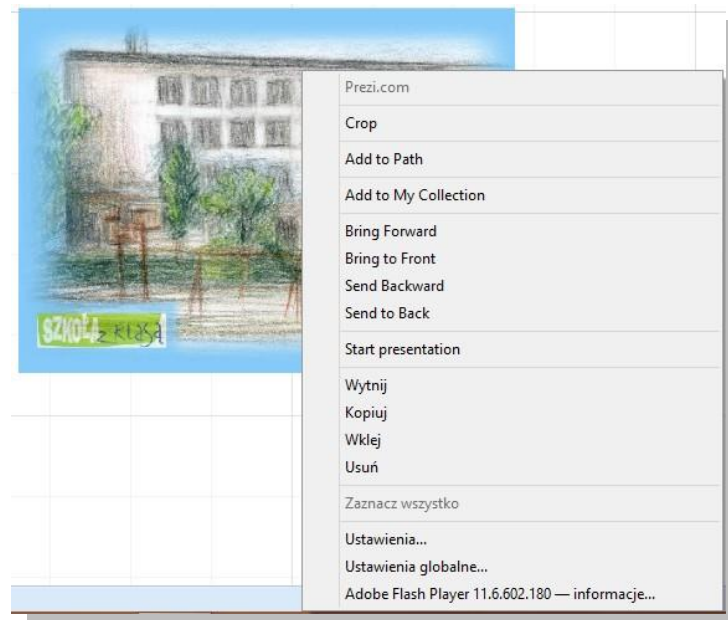 SZKOŁA z klasą
Prezi.com
Crop
Add to Path
Add to My Collection
Bring Forward
Bring to Front
Send Backward
Send to Back
Start presentation
Wytnij
Kopiuj
Wklej
Usuń
Zaznacz wszystko
Ustawienia...
Ustawienia globalne...
Adobe Flash Player 11.6.602.180 — informacje...